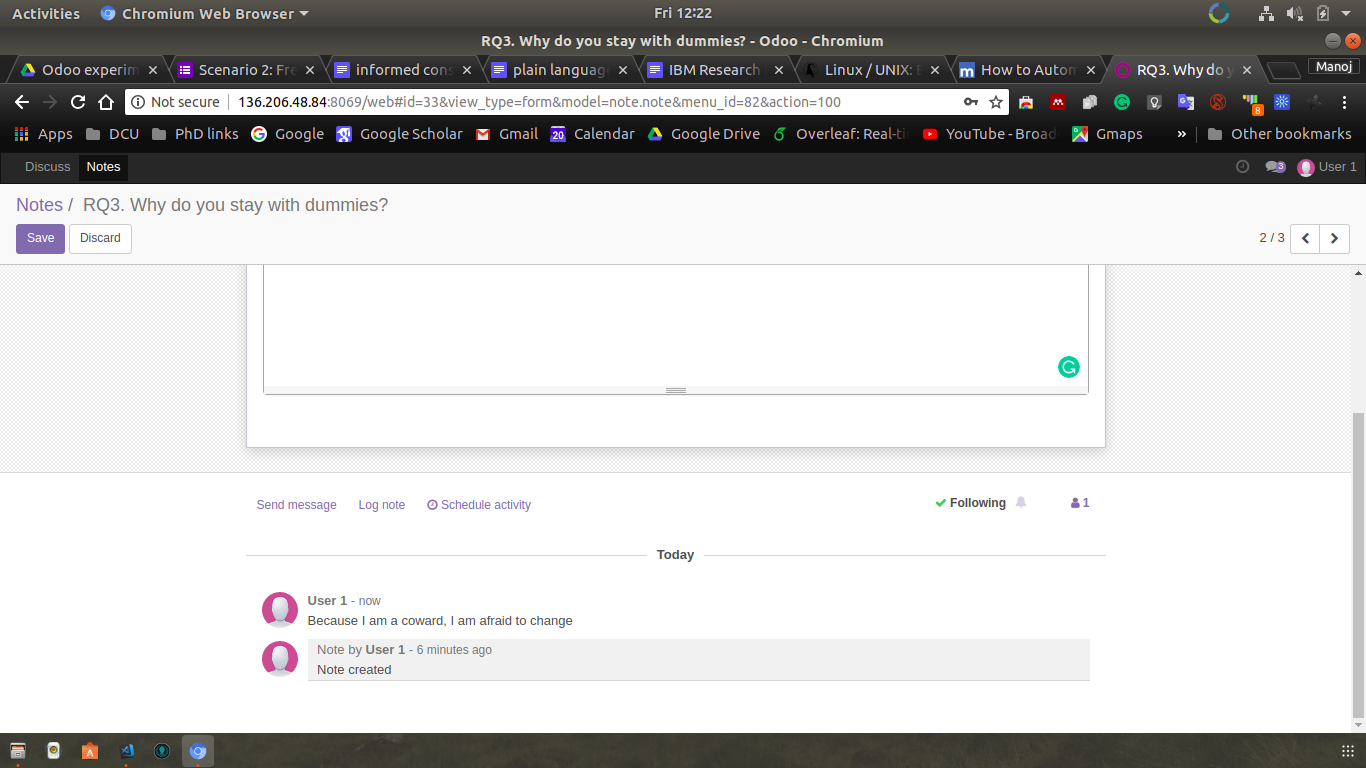 Activities Chromium Web Browser Fri 12:22
RQ3. Why do you stay with dummies? - Odoo - Chromium
Odoo experim Scenario 2: Fre informed cons plain language IBM Research Linux / UNIX: How to Autom RQ3. Why do y Manoj
Not secure 136.206.48.84:8069/web#id=33&view_type=form&model=note.note&menu_id=82&action=100 8
Apps DCU PhD links Google Google Scholar Gmail 20 Calendar Google Drive Overleaf: Real-ti YouTube - Broad Gmaps » Other bookmarks
Discuss Notes 3 User 1
Notes / RQ3. Why do you stay with dummies?
Save Discard 2 / 3
Send message Log note Schedule activity Following 1
Today
User 1 - now
Because I am a coward, I am afraid to change
Note by User 1 - 6 minutes ago
Note created